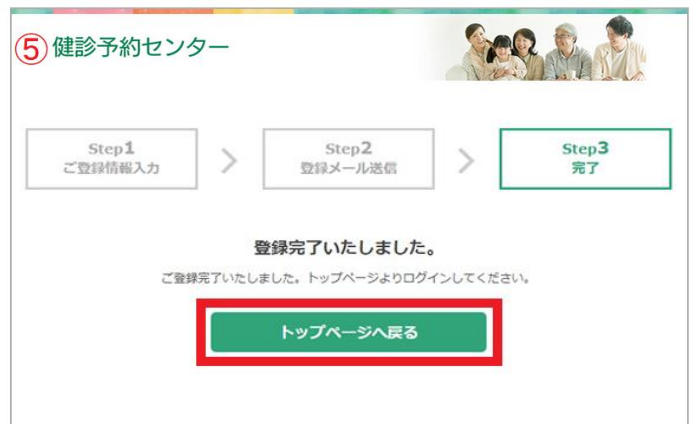 ⑤健診予約センター
Step1
ご登録情報入力
>
Step2
登録メール送信
>
Step3
完了
登録完了いたしました。
ご登録完了いたしました。トップページよりログインしてください。
トップページへ戻る